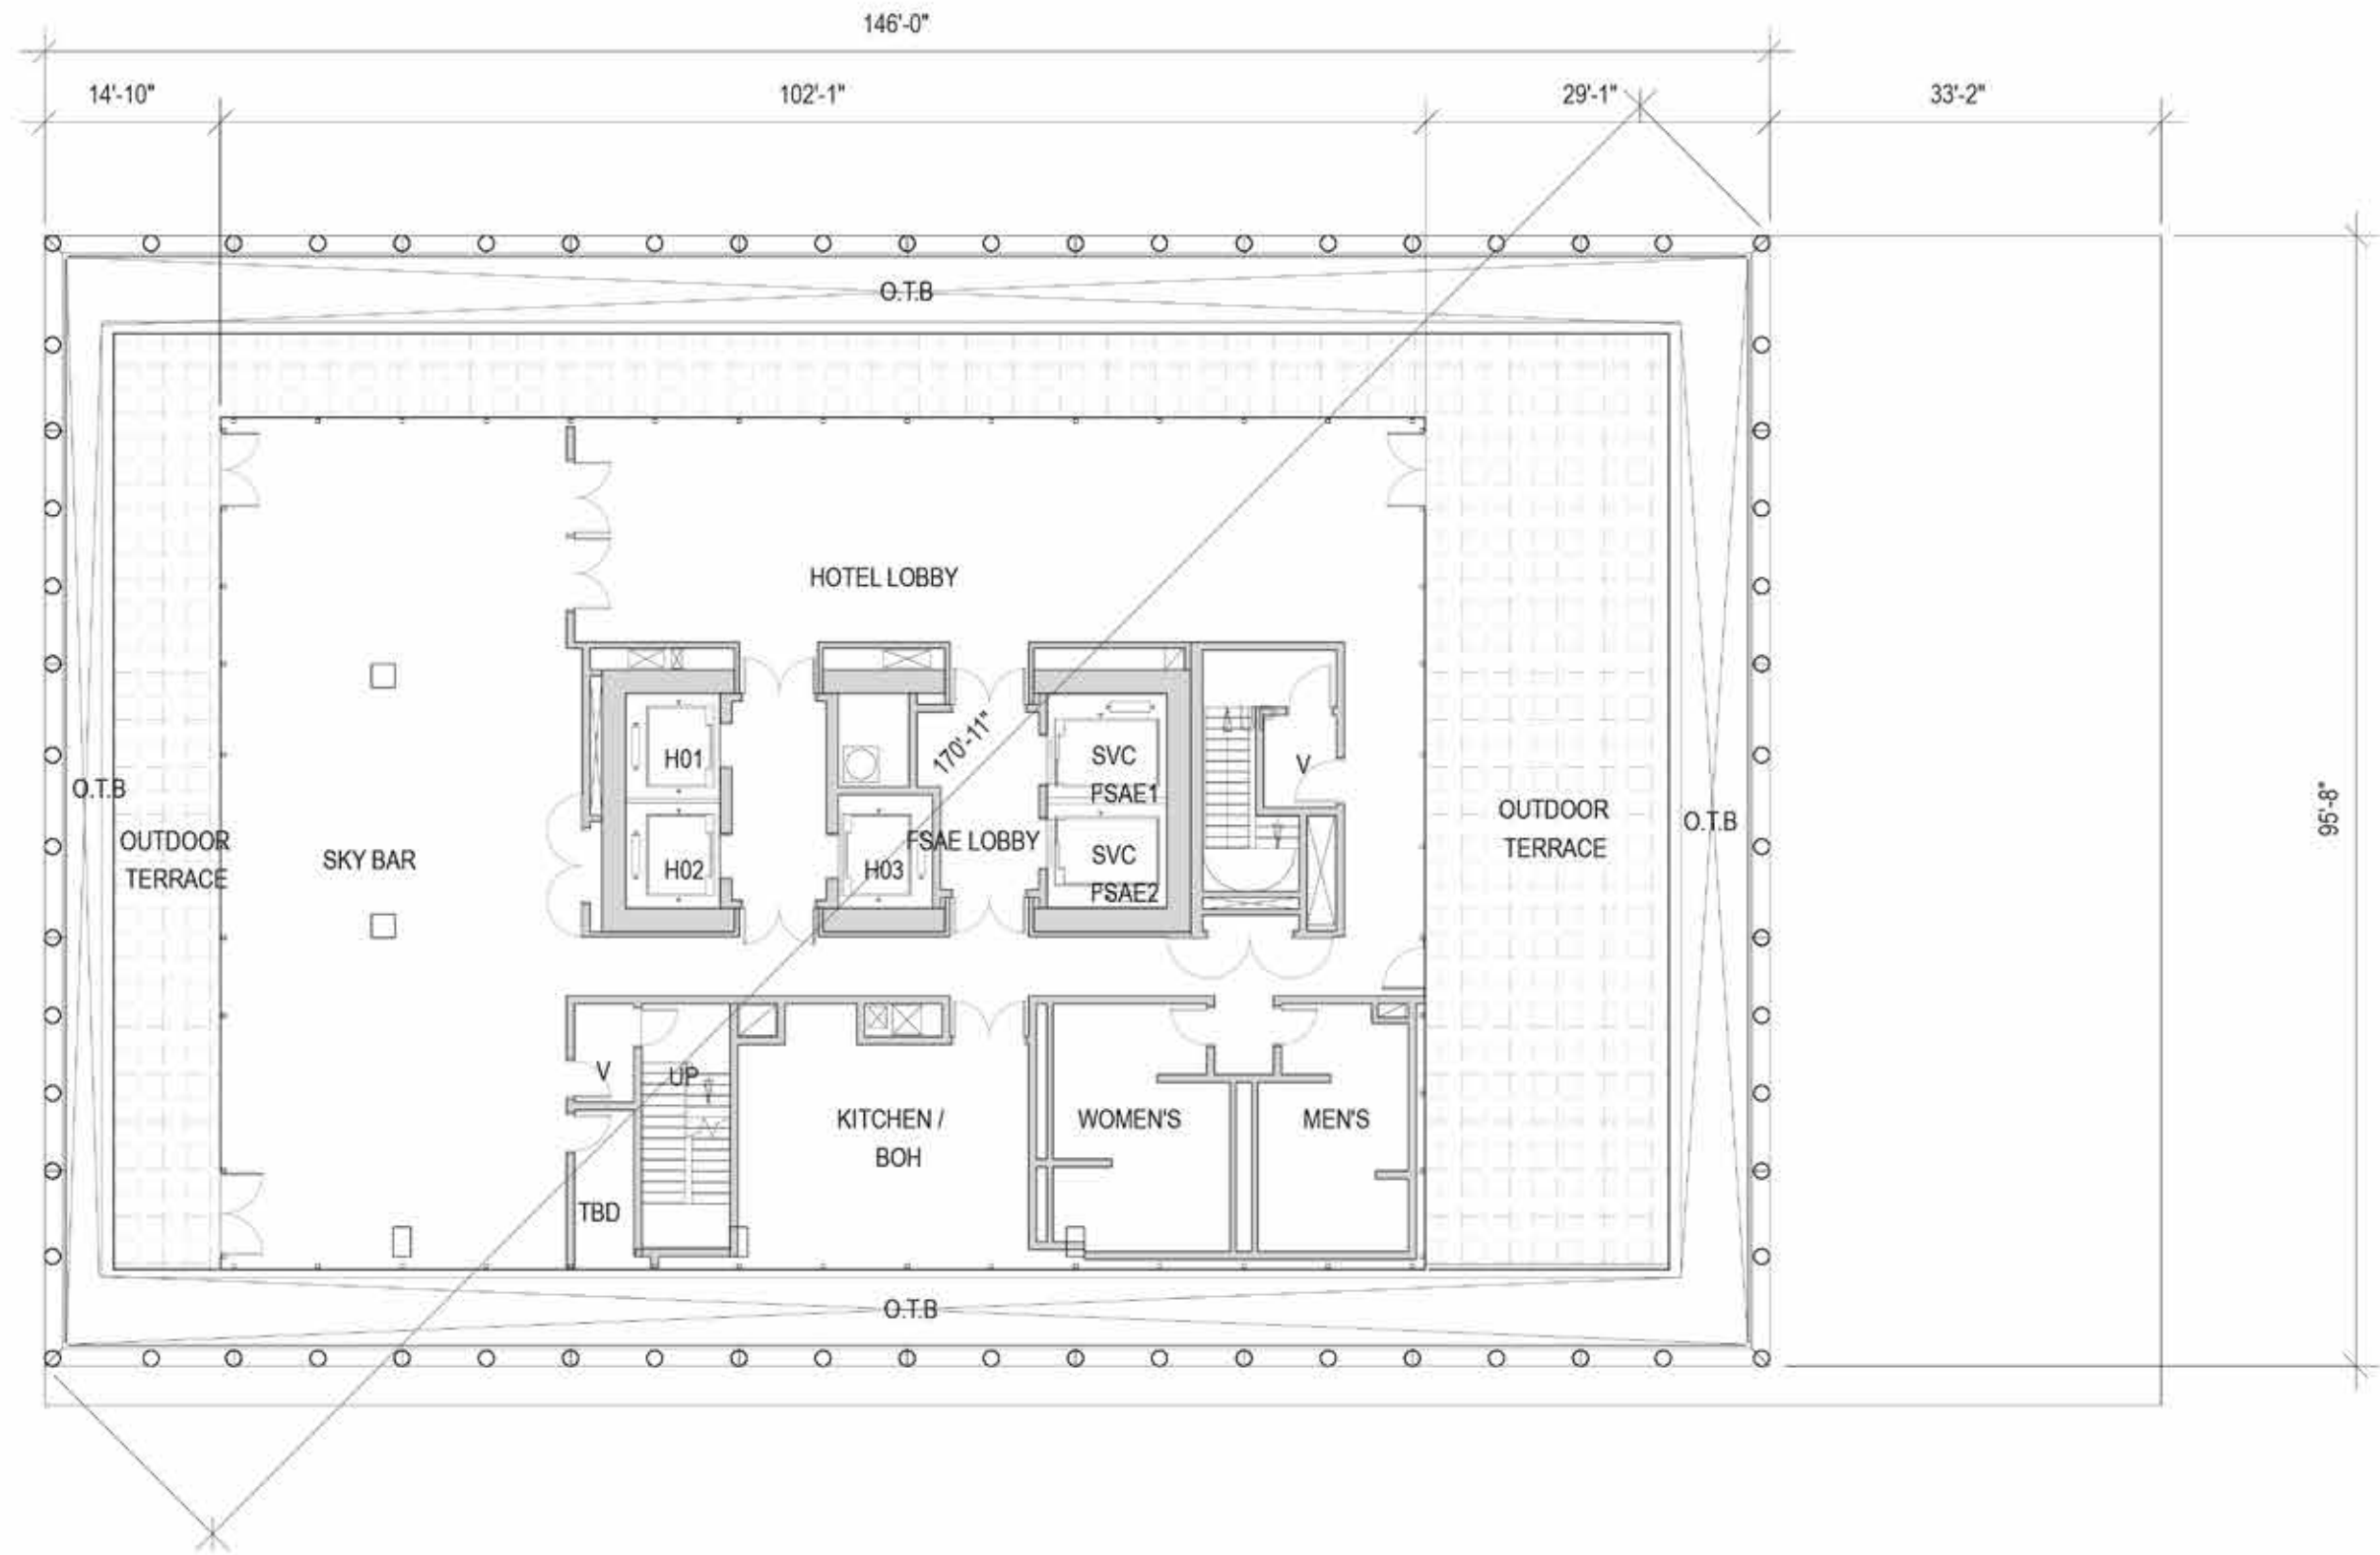 146'-0"
14'-10"
102'-1"
29'-1"
33'-2"
O.T.B
HOTEL LOBBY
170'-11"
H01
SVC
FSAE1
V
O.T.B
OUTDOOR
TERRACE
SKY BAR
H02
H03
FSAE LOBBY
SVC
FSAE2
OUTDOOR
TERRACE
O.T.B
95'-8"
V
UP
KITCHEN /
BOH
WOMEN'S
MEN'S
TBD
O.T.B